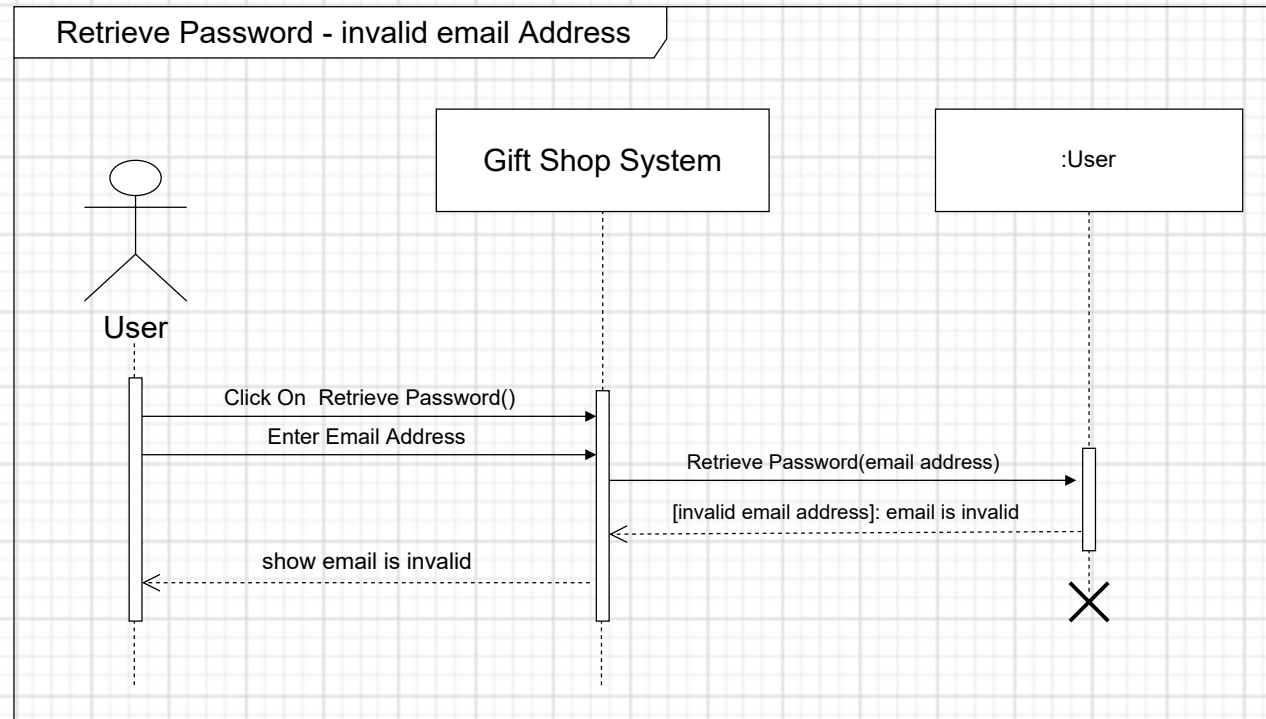 Retrieve Password - invalid email Address
Gift Shop System
:User
User
Click On  Retrieve Password()
Enter Email Address
Retrieve Password(email address)
[invalid email address]: email is invalid
show email is invalid